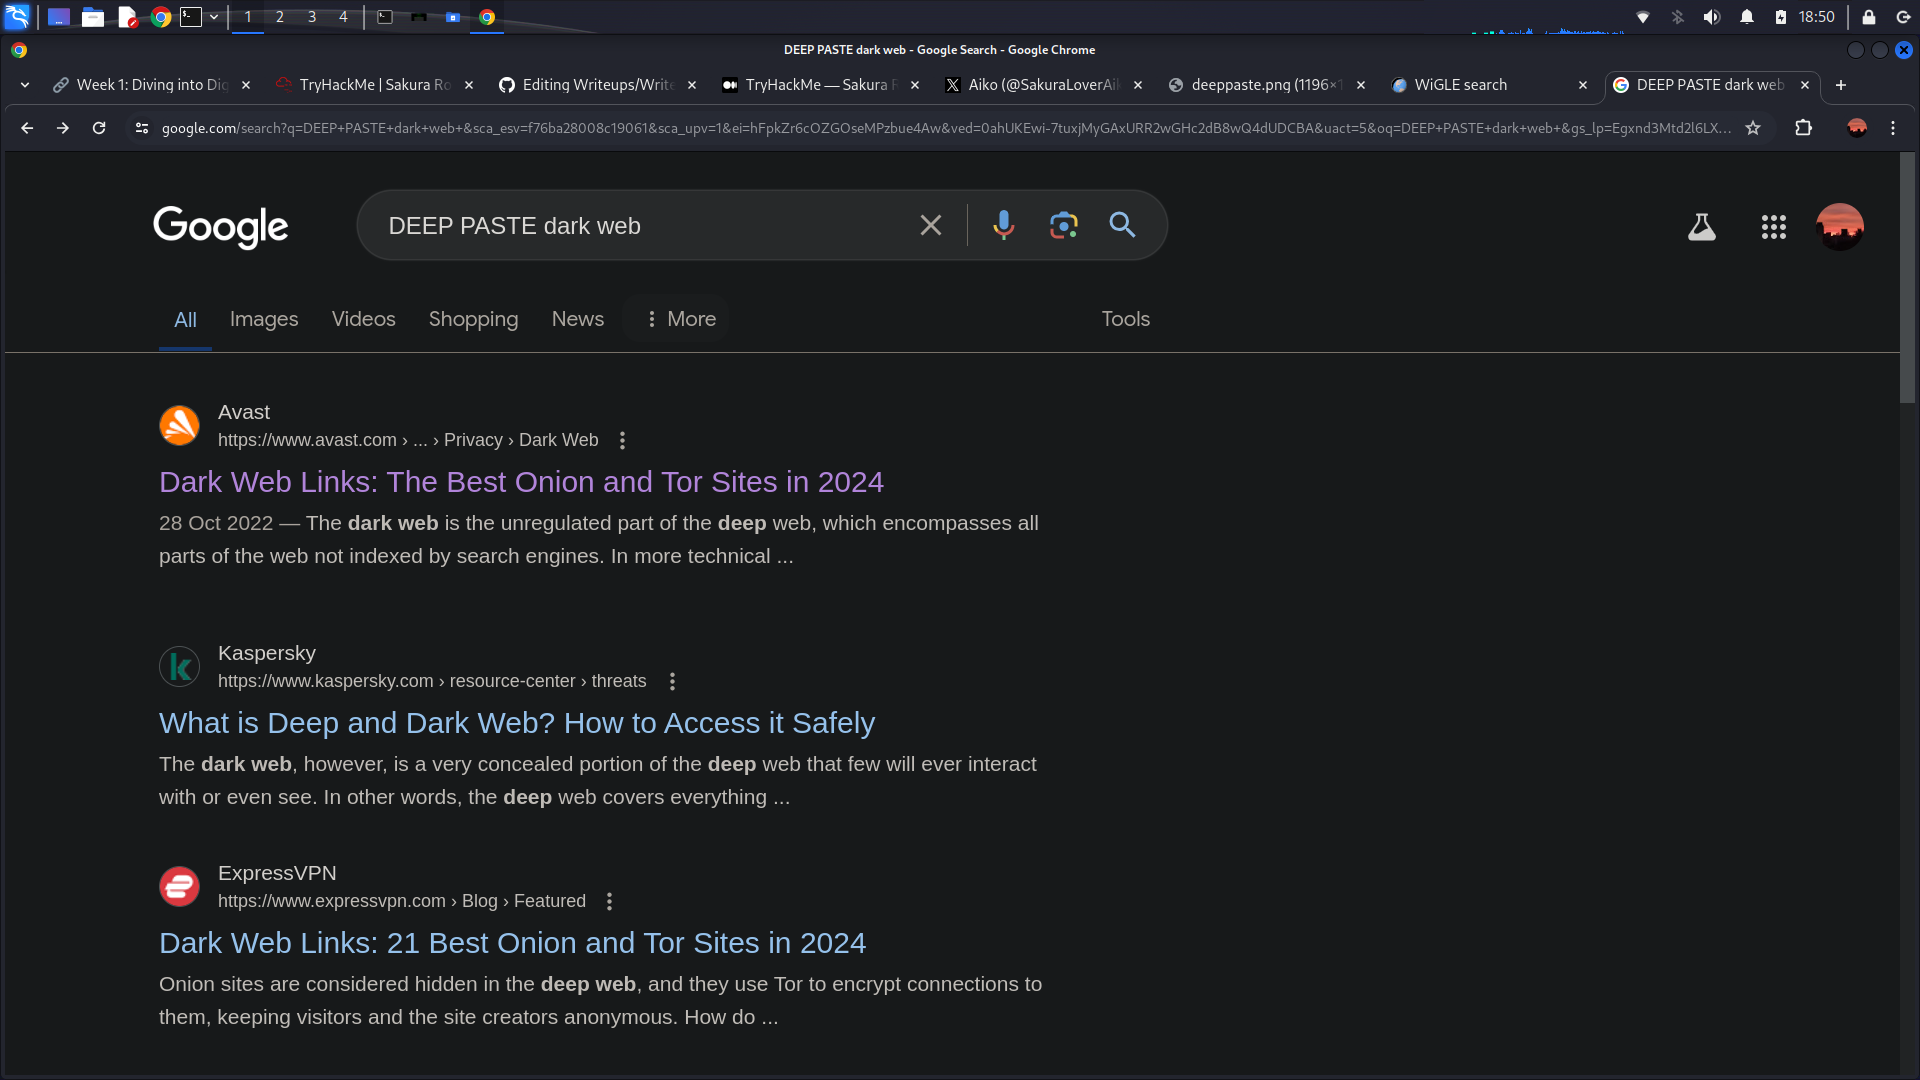 1 2 3 4
18:50
DEEP PASTE dark web - Google Search - Google Chrome
Week 1: Diving into Dig
TryHackMe | Sakura Ro
Editing Writeups/Write
TryHackMe — Sakura R
Aiko (@SakuraLoverAik
deeppaste.png (1196×1
WiGLE search
DEEP PASTE dark web
google.com/search?q=DEEP+PASTE+dark+web+&sca_esv=f76ba28008c19061&sca_upv=1&ei=hFpkZr6cOZGOseMPzbue4Aw&ved=0ahUKEwi-7tuxjMyGAxURR2wGHc2dB8wQ4dUDCBA&uact=5&oq=DEEP+PASTE+dark+web+&gs_lp=Egxnd3Mtd2l6LX...
Google
DEEP PASTE dark web
All Images Videos Shopping News More Tools
Avast
https://www.avast.com › ... › Privacy › Dark Web
Dark Web Links: The Best Onion and Tor Sites in 2024
28 Oct 2022 — The dark web is the unregulated part of the deep web, which encompasses all
parts of the web not indexed by search engines. In more technical ...
Kaspersky
https://www.kaspersky.com › resource-center › threats
What is Deep and Dark Web? How to Access it Safely
The dark web, however, is a very concealed portion of the deep web that few will ever interact
with or even see. In other words, the deep web covers everything ...
ExpressVPN
https://www.expressvpn.com › Blog › Featured
Dark Web Links: 21 Best Onion and Tor Sites in 2024
Onion sites are considered hidden in the deep web, and they use Tor to encrypt connections to
them, keeping visitors and the site creators anonymous. How do ...